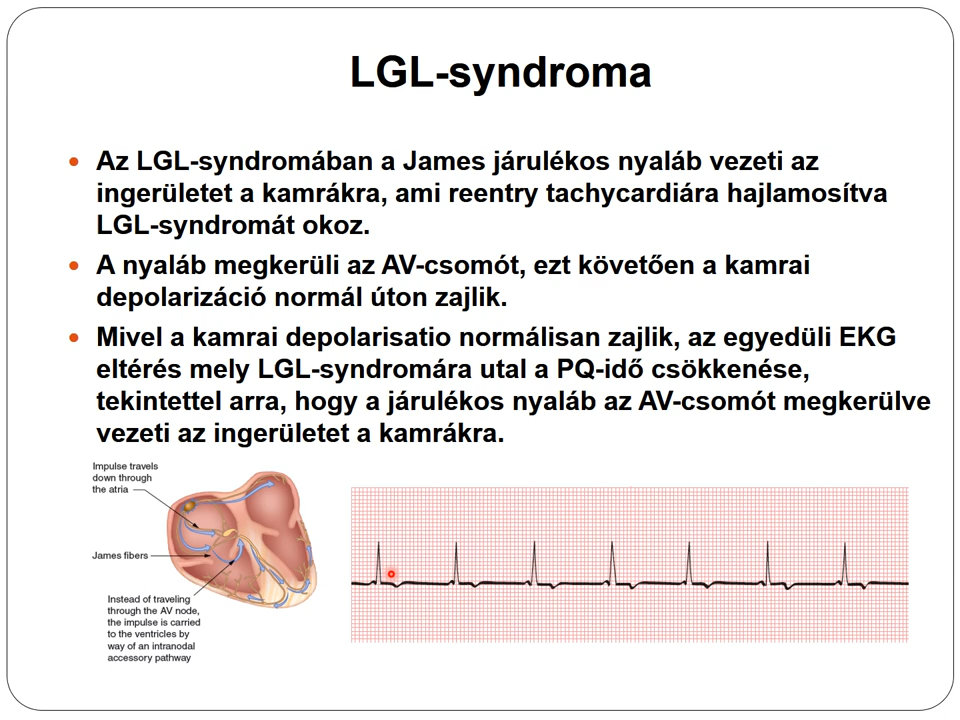 LGL-syndroma
Az LGL-syndromában a James járulékos nyaláb vezeti az
ingerületet a kamrákra, ami reentry tachycardiára hajlamosítva
LGL-syndromát okoz.
A nyaláb megkerüli az AV-csomót, ezt követően a kamrai
depolarizáció normál úton zajlik.
Mivel a kamrai depolarisatio normálisan zajlik, az egyedüli EKG
eltérés mely LGL-syndromára utal a PQ-idő csökkenése,
tekintettel arra, hogy a járulékos nyaláb az AV-csomót megkerülve
vezeti az ingerületet a kamrákra.
Impulse travels
down through
the atria
James fibers
Instead of traveling
through the AV node,
the impulse is carried
to the ventricles by
way of an intranodal
accessory pathway